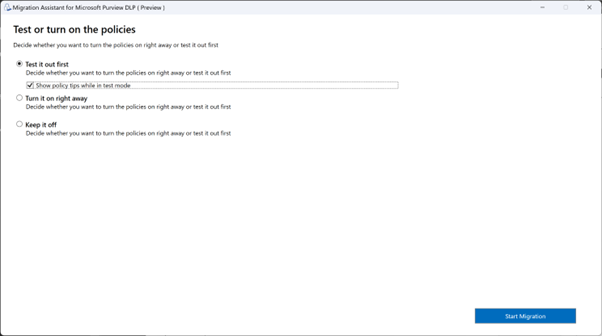 Migration Assistant for Microsoft Purview DLP ( Preview )
Test or turn on the policies
Decide whether you want to turn the policies on right away or test it out first
Test it out first
Decide whether you want to turn the policies on right away or test it out first
Show policy tips while in test mode
Turn it on right away
Decide whether you want to turn the policies on right away or test it out first
Keep it off
Decide whether you want to turn the policies on right away or test it out first
Start Migration